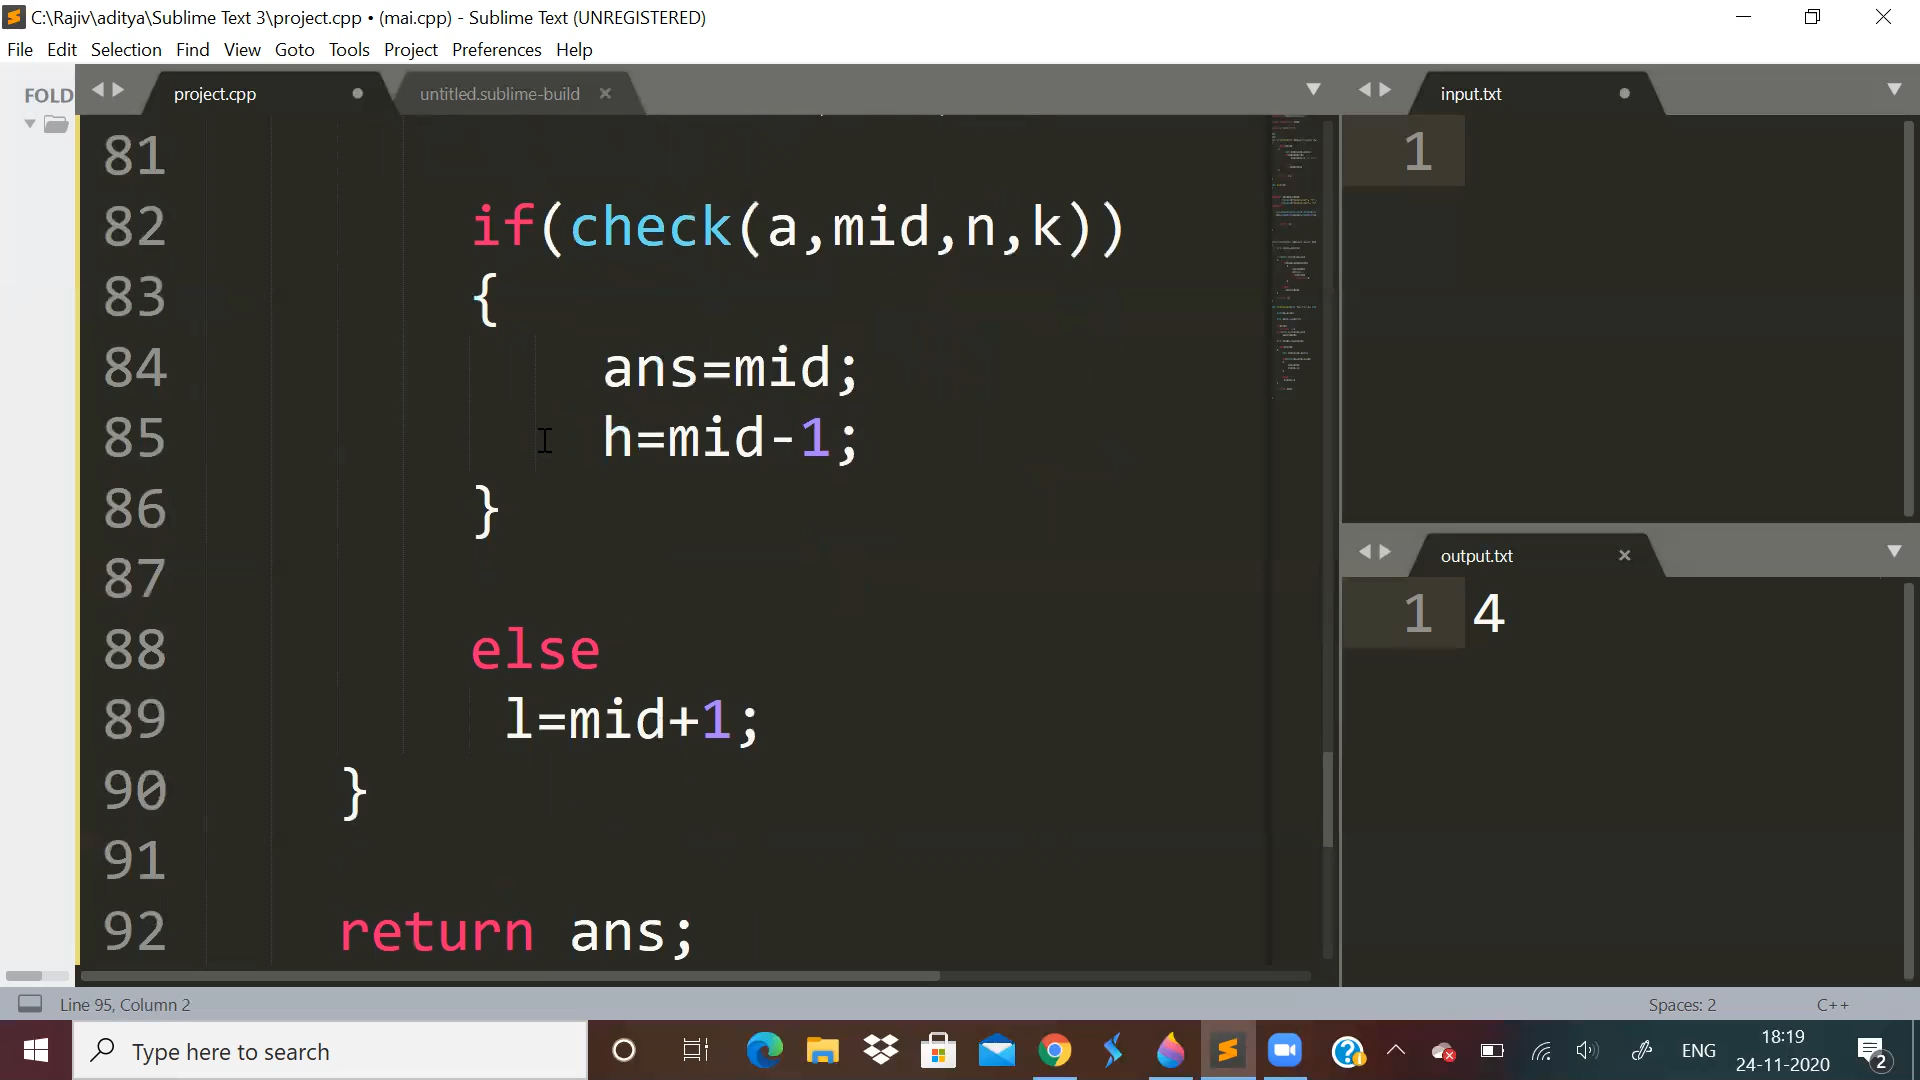 C:\Rajiv\aditya\Sublime Text 3\project.cpp • (mai.cpp) - Sublime Text (UNREGISTERED)
File Edit Selection Find View Goto Tools Project Preferences Help
FOLD
project.cpp
untitled.sublime-build
81
82 if(check(a,mid,n,k))
83 {
84 ans=mid;
85 h=mid-1;
86 }
87
88 else
89 l=mid+1;
90 }
91
92 return ans;
input.txt
1
output.txt
1 4
Line 95, Column 2
Spaces: 2
C++
Type here to search
ENG
18:19
24-11-2020
2